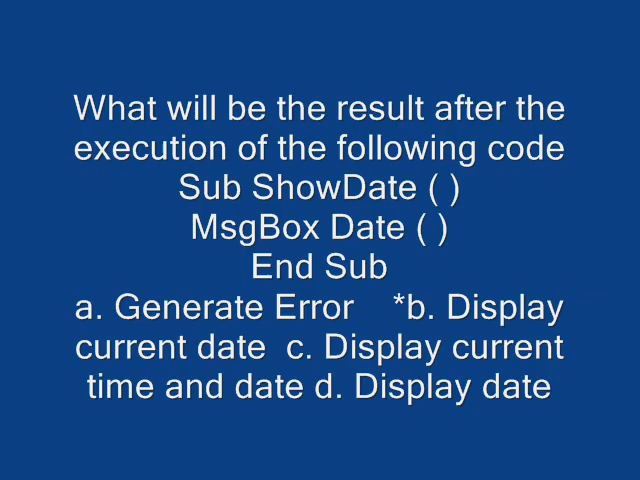 What will be the result after the
execution of the following code
Sub ShowDate ( )
MsgBox Date ( )
End Sub
a. Generate Error    *b. Display
current date  c. Display current
time and date d. Display date